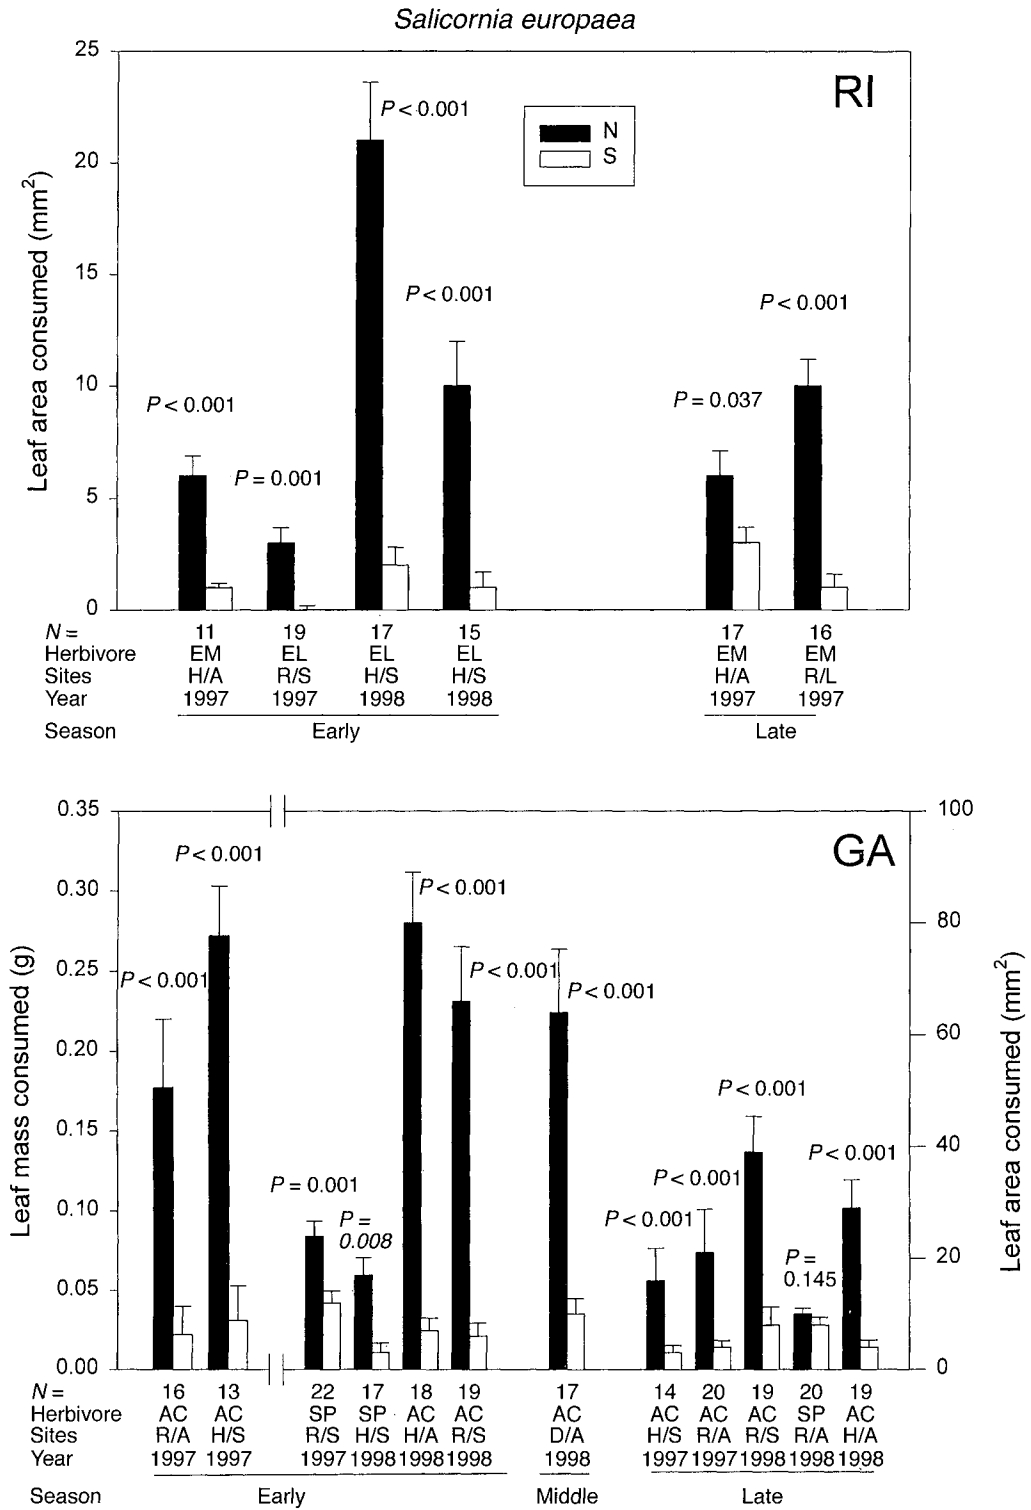 Salicornia europaea
RI
N
S
Leaf area consumed (mm2)
25
20
15
10
5
0
P < 0.001
P = 0.001
P < 0.001
P < 0.001
P = 0.037
P < 0.001
N = 11 19 17 15 17 16
Herbivore EM EL EL EL EM EM
Sites H/A R/S H/S H/S H/A R/L
Year 1997 1997 1998 1998 1997 1997
Season Early Late
GA
Leaf mass consumed (g)
0.35
0.30
0.25
0.20
0.15
0.10
0.05
0.00
Leaf area consumed (mm2)
100
80
60
40
20
0
P < 0.001
P < 0.001
P = 0.001
P =
0.008
P < 0.001
P < 0.001
P < 0.001
P < 0.001
P < 0.001
P < 0.001
P =
0.145
P < 0.001
N = 16 13 22 17 18 19 17 14 20 19 20 19
Herbivore AC AC SP SP AC AC AC AC AC AC SP AC
Sites R/A H/S R/S H/S H/A R/S D/A H/S R/A R/S R/A H/A
Year 1997 1997 1997 1998 1998 1998 1998 1997 1997 1998 1998 1998
Season Early Middle Late